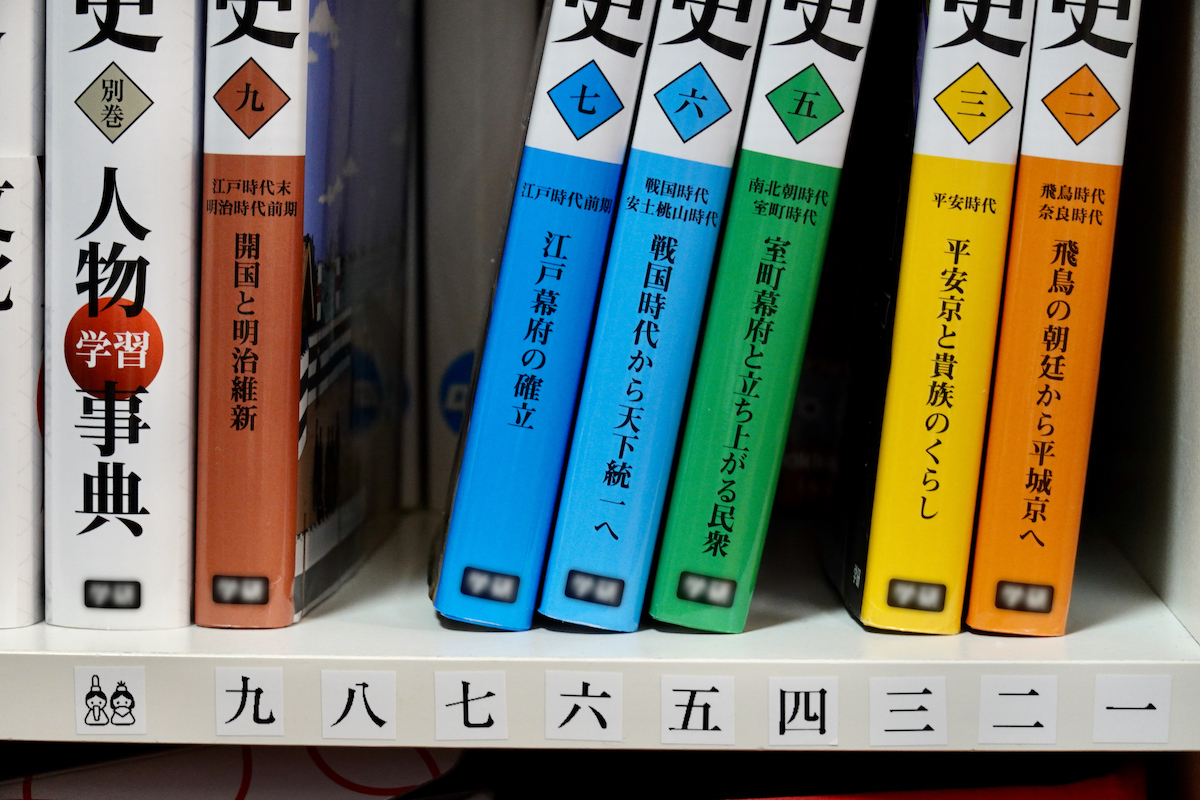 史
別巻
人物
学習
事典
史
九
江戸時代末
明治時代前期
開国と明治維新
史
七
江戸時代前期
江戸幕府の確立
史
六
戦国時代
安土桃山時代
戦国時代から天下統一へ
史
五
南北朝時代
室町時代
室町幕府と立ち上がる民衆
史
三
平安時代
平安京と貴族のくらし
史
二
飛鳥時代
奈良時代
飛鳥の朝廷から平城京へ
九
八
七
六
五
四
三
二
一